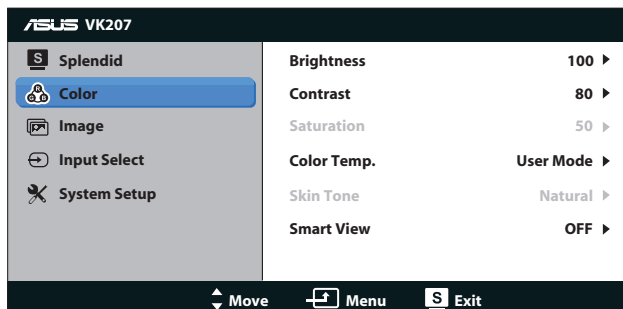 ASUS VK207
S Splendid
Color
Image
Input Select
System Setup
Brightness 100
Contrast 80
Saturation 50
Color Temp. User Mode
Skin Tone Natural
Smart View OFF
Move Menu S Exit